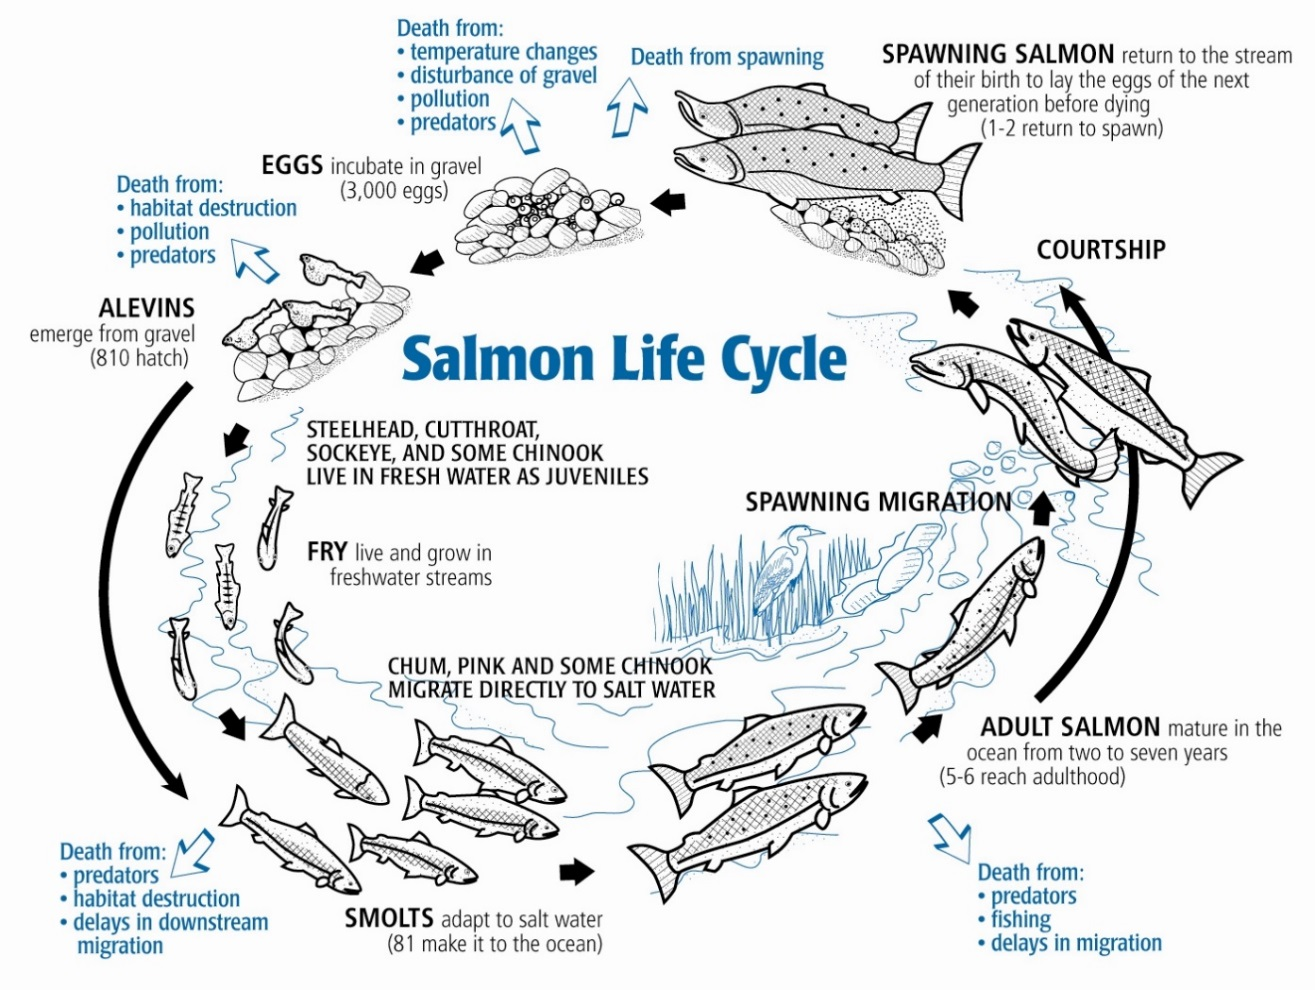 Death from:
• temperature changes
• disturbance of gravel
• pollution
• predators
Death from spawning
SPAWNING SALMON return to the stream
of their birth to lay the eggs of the next
generation before dying
(1-2 return to spawn)
EGGS incubate in gravel
(3,000 eggs)
Death from:
• habitat destruction
• pollution
• predators
COURTSHIP
ALEVINS
emerge from gravel
(810 hatch)
Salmon Life Cycle
STEELHEAD, CUTTHROAT,
SOCKEYE, AND SOME CHINOOK
LIVE IN FRESH WATER AS JUVENILES
SPAWNING MIGRATION
FRY live and grow in
freshwater streams
CHUM, PINK AND SOME CHINOOK
MIGRATE DIRECTLY TO SALT WATER
ADULT SALMON mature in the
ocean from two to seven years
(5-6 reach adulthood)
Death from:
• predators
• habitat destruction
• delays in downstream
migration
SMOLTS adapt to salt water
(81 make it to the ocean)
Death from:
• predators
• fishing
• delays in migration